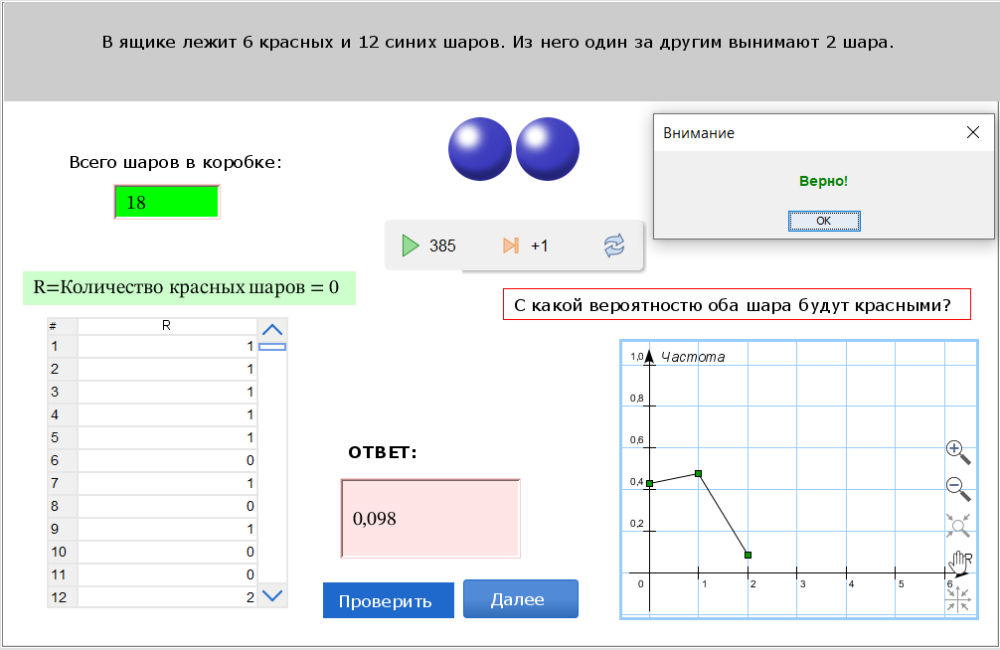 В ящике лежит 6 красных и 12 синих шаров. Из него один за другим вынимают 2 шара.
Всего шаров в коробке:
18
Внимание
Верно!
ОК
385
+1
R=Количество красных шаров = 0
С какой вероятностю оба шара будут красными?
# R
1 1
2 1
3 1
4 1
5 1
6 0
7 1
8 0
9 1
10 0
11 0
12 2
ОТВЕТ:
0,098
Проверить
Далее
Частота
1,0
0,8
0,6
0,4
0,2
0 1 2 3 4 5 6
R